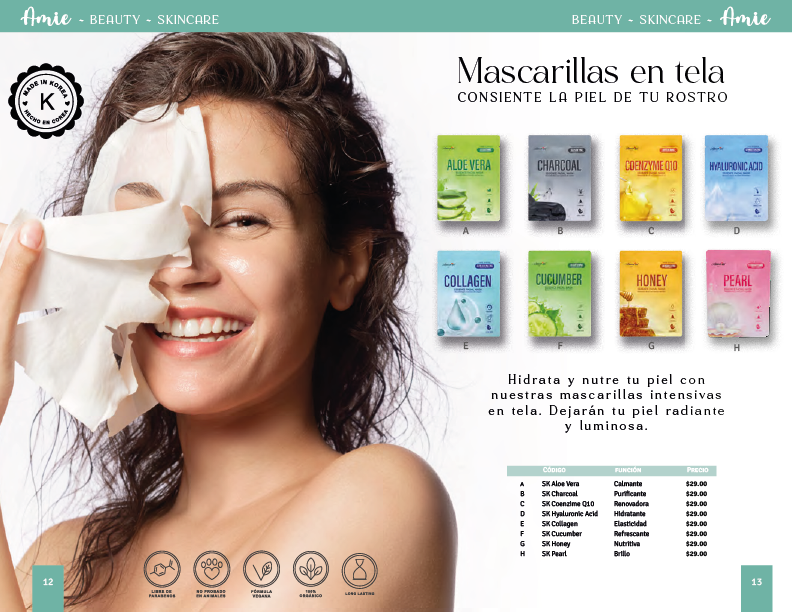 Amie ~ BEAUTY ~ SKINCARE
BEAUTY ~ SKINCARE ~ Amie
MADE IN KOREA
K
HECHO EN COREA
Mascarillas en tela
CONSIENTE LA PIEL DE TU ROSTRO
ALOE VERA
CHARCOAL
COENZYME Q10
HYALURONIC ACID
A
B
C
D
COLLAGEN
CUCUMBER
HONEY
PEARL
E
F
G
H
Hidrata y nutre tu piel con
nuestras mascarillas intensivas
en tela. Dejarán tu piel radiante
y luminosa.
CÓDIGO FUNCIÓN PRECIO
A SK Aloe Vera Calmante $29.00
B SK Charcoal Purificante $29.00
C SK Coenzime Q10 Renovadora $29.00
D SK Hyaluronic Acid Hidratante $29.00
E SK Collagen Elasticidad $29.00
F SK Cucumber Refrescante $29.00
G SK Honey Nutritiva $29.00
H SK Pearl Brillo $29.00
LIBRE DE
PARABENOS
NO PROBADO
EN ANIMALES
FÓRMULA
VEGANA
100%
ORGÁNICO
LONG LASTING
12
13